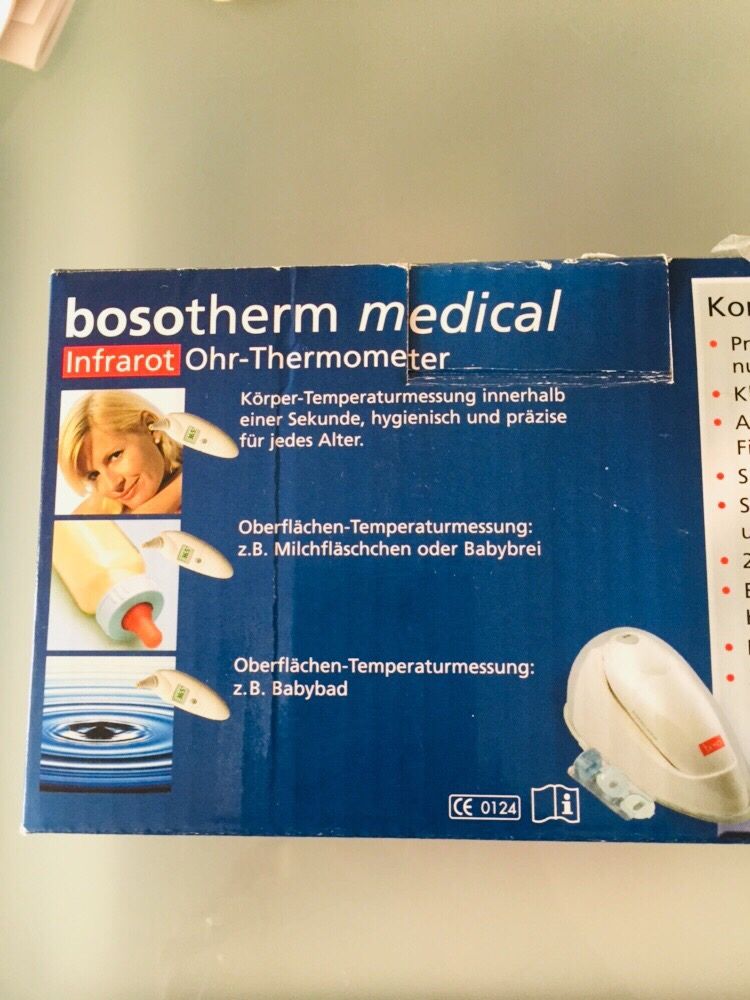 bosotherm medical
Infrarot Ohr-Thermometer
Körper-Temperaturmessung innerhalb
einer Sekunde, hygienisch und präzise
für jedes Alter.
Oberflächen-Temperaturmessung:
z.B. Milchfläschchen oder Babybrei
Oberflächen-Temperaturmessung:
z.B. Babybad
CE 0124